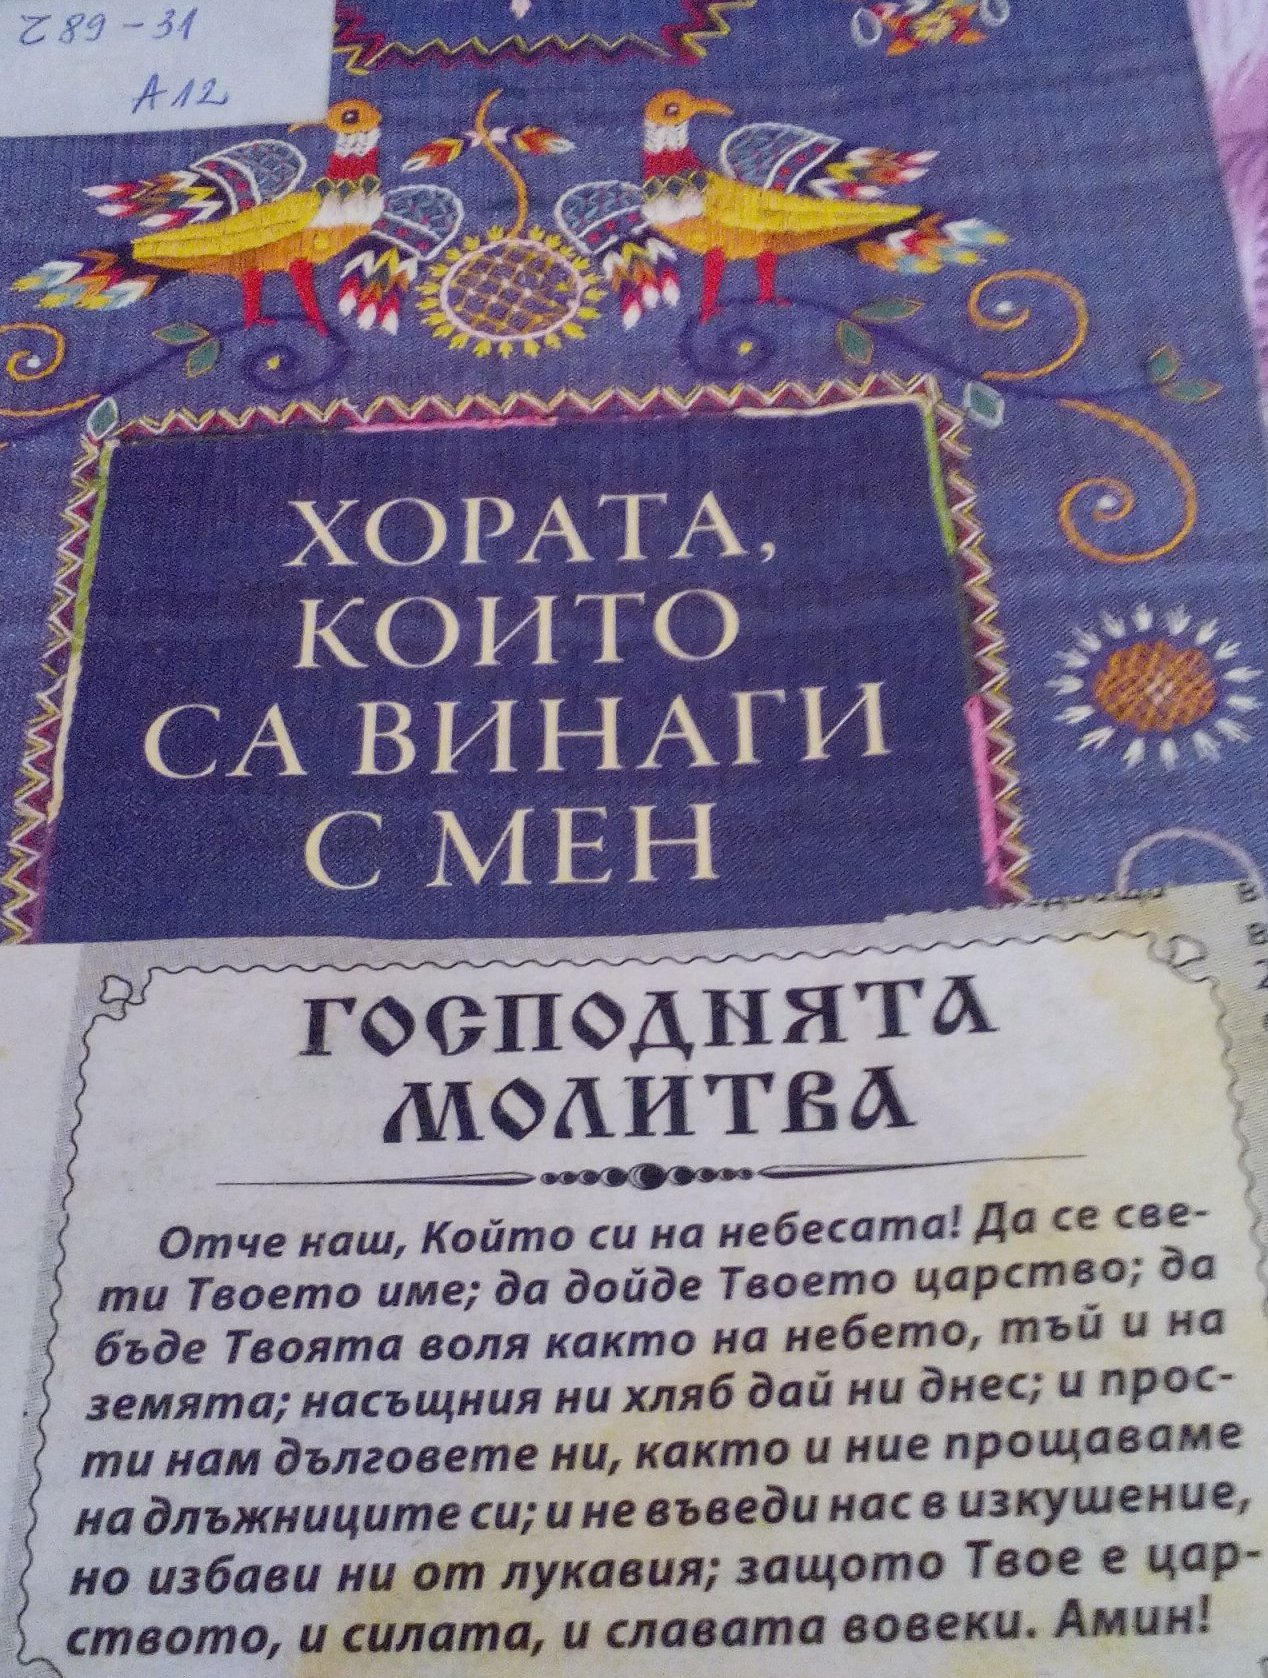 89-31
A12
ХОРАТА,
КОИТО
СА ВИНАГИ
С МЕН
ГОСПОДНЯТА
МОЛИТВА
Отче наш, Който си на небесата! Да се све-
ти Твоето име; да дойде Твоето царство; да
бъде Твоята воля както на небето, тъй и на
земята; насъщния ни хляб дай ни днес; и прос-
ти нам дълговете ни, както и ние прощаваме
на длъжниците си; и не въведи нас в изкушение,
но избави ни от лукавия; защото Твое е цар-
ството, и силата, и славата вовеки. Амин!